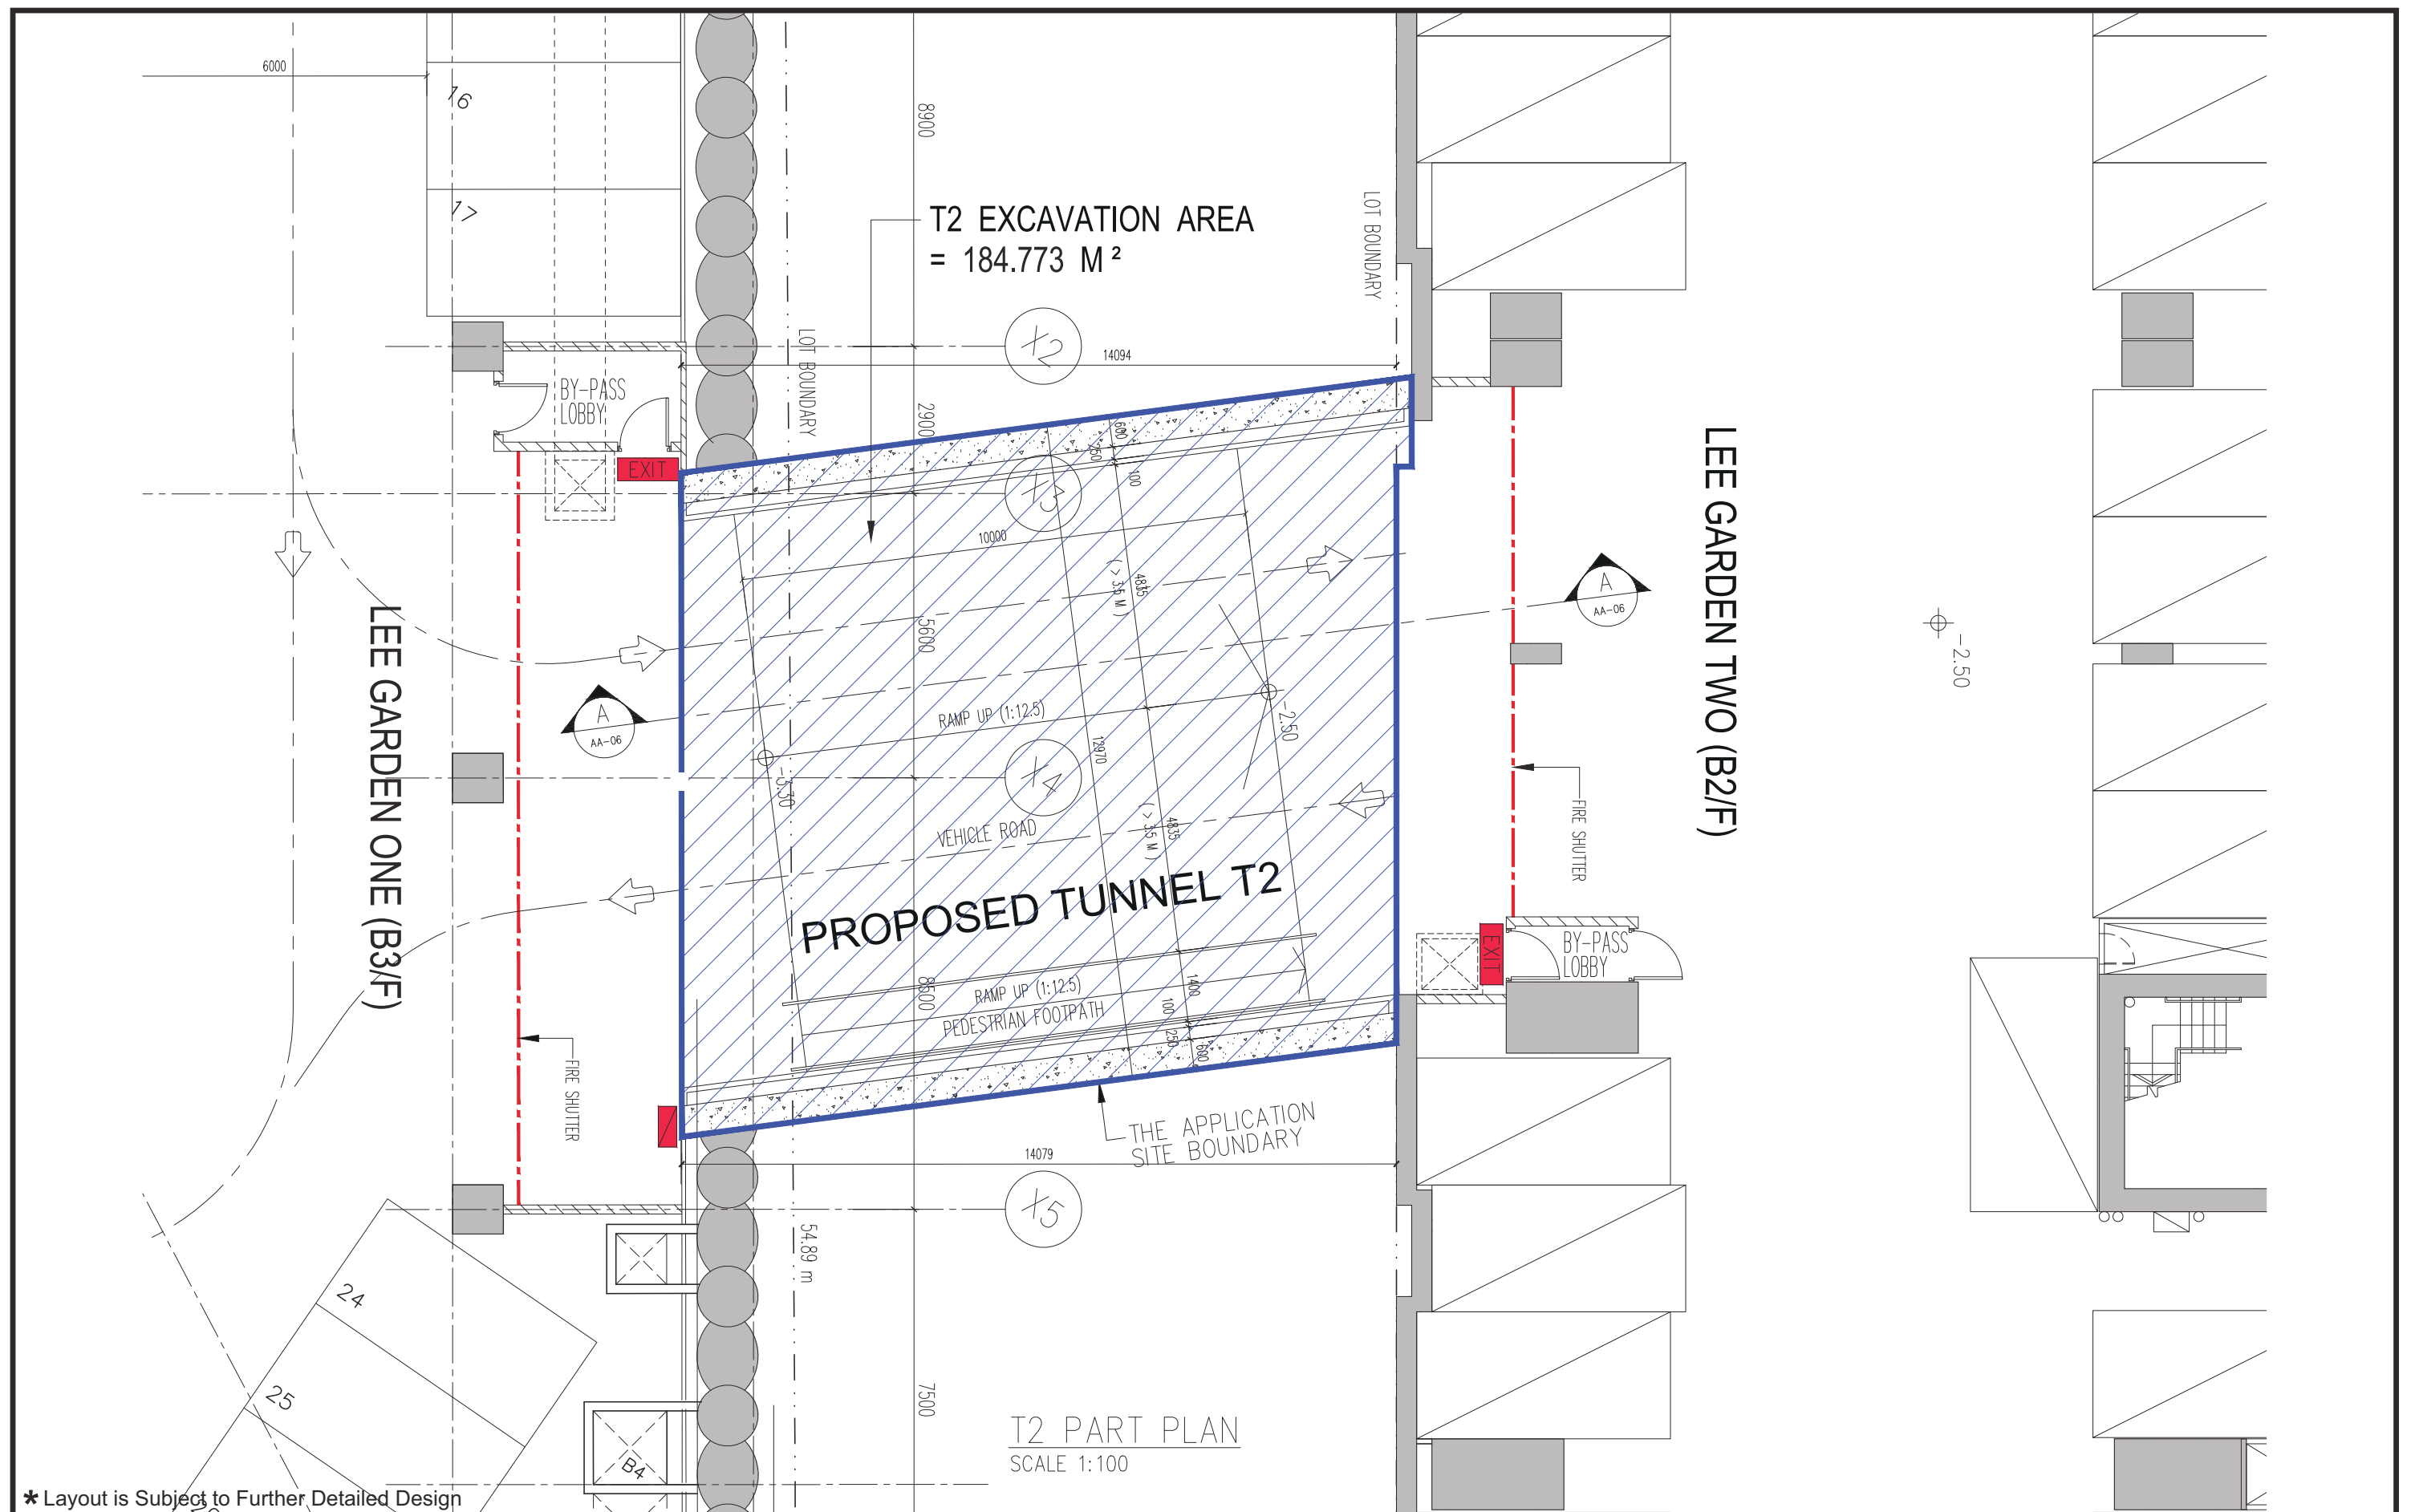 6000
16
17
8900
T2 EXCAVATION AREA
= 184.773 M²
LOT BOUNDARY
LOT BOUNDARY
X2
14094
BY-PASS
LOBBY
2900
EXIT
600
250
100
X3
10000
4835
( > 3.5 M )
5600
LEE GARDEN ONE (B3/F)
LEE GARDEN TWO (B2/F)
A
AA-06
A
AA-06
-2.50
RAMP UP (1:12.5)
-2.50
12970
-3.30
X4
4835
( > 3.5 M )
VEHICLE ROAD
FIRE SHUTTER
PROPOSED TUNNEL T2
EXIT
BY-PASS
LOBBY
8500
RAMP UP (1:12.5)
PEDESTRIAN FOOTPATH
1400
100
250
600
FIRE SHUTTER
THE APPLICATION
SITE BOUNDARY
14079
X5
54.89 m
24
25
7500
B4
T2 PART PLAN
SCALE 1:100
* Layout is Subject to Further Detailed Design